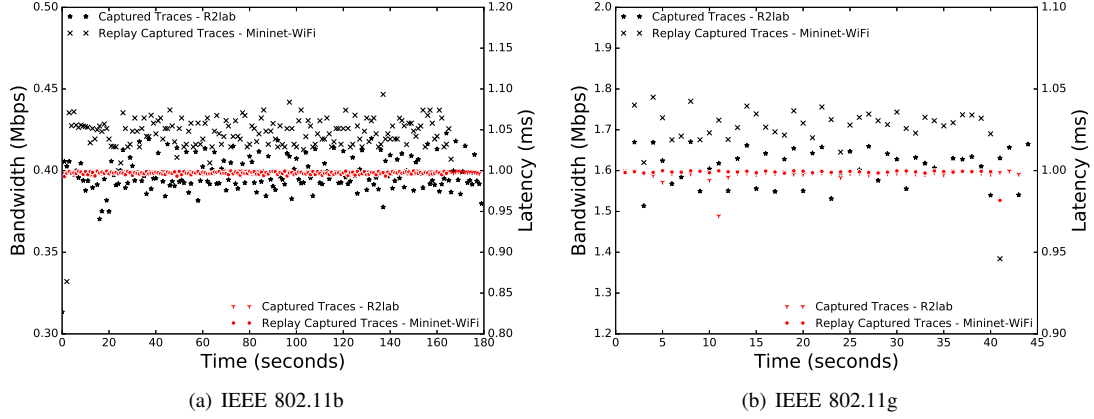 0.50
0.45
0.40
0.35
0.30
Bandwidth (Mbps)
Captured Traces - R2lab
Replay Captured Traces - Mininet-WiFi
1.20
1.15
1.10
1.05
1.00
0.95
0.90
0.85
0.80
Latency (ms)
Captured Traces - R2lab
Replay Captured Traces - Mininet-WiFi
0 20 40 60 80 100 120 140 160 180
Time (seconds)
(a) IEEE 802.11b
2.0
1.9
1.8
1.7
1.6
1.5
1.4
1.3
1.2
Bandwidth (Mbps)
Captured Traces - R2lab
Replay Captured Traces - Mininet-WiFi
1.10
1.05
1.00
0.95
0.90
Latency (ms)
Captured Traces - R2lab
Replay Captured Traces - Mininet-WiFi
0 5 10 15 20 25 30 35 40 45
Time (seconds)
(b) IEEE 802.11g